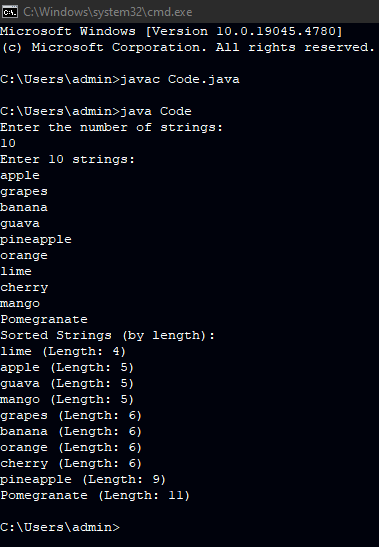 C:\Windows\system32\cmd.exe
Microsoft Windows [Version 10.0.19045.4780]
(c) Microsoft Corporation. All rights reserved.
C:\Users\admin>javac Code.java
C:\Users\admin>java Code
Enter the number of strings:
10
Enter 10 strings:
apple
grapes
banana
guava
pineapple
orange
lime
cherry
mango
Pomegranate
Sorted Strings (by length):
lime (Length: 4)
apple (Length: 5)
guava (Length: 5)
mango (Length: 5)
grapes (Length: 6)
banana (Length: 6)
orange (Length: 6)
cherry (Length: 6)
pineapple (Length: 9)
Pomegranate (Length: 11)
C:\Users\admin>